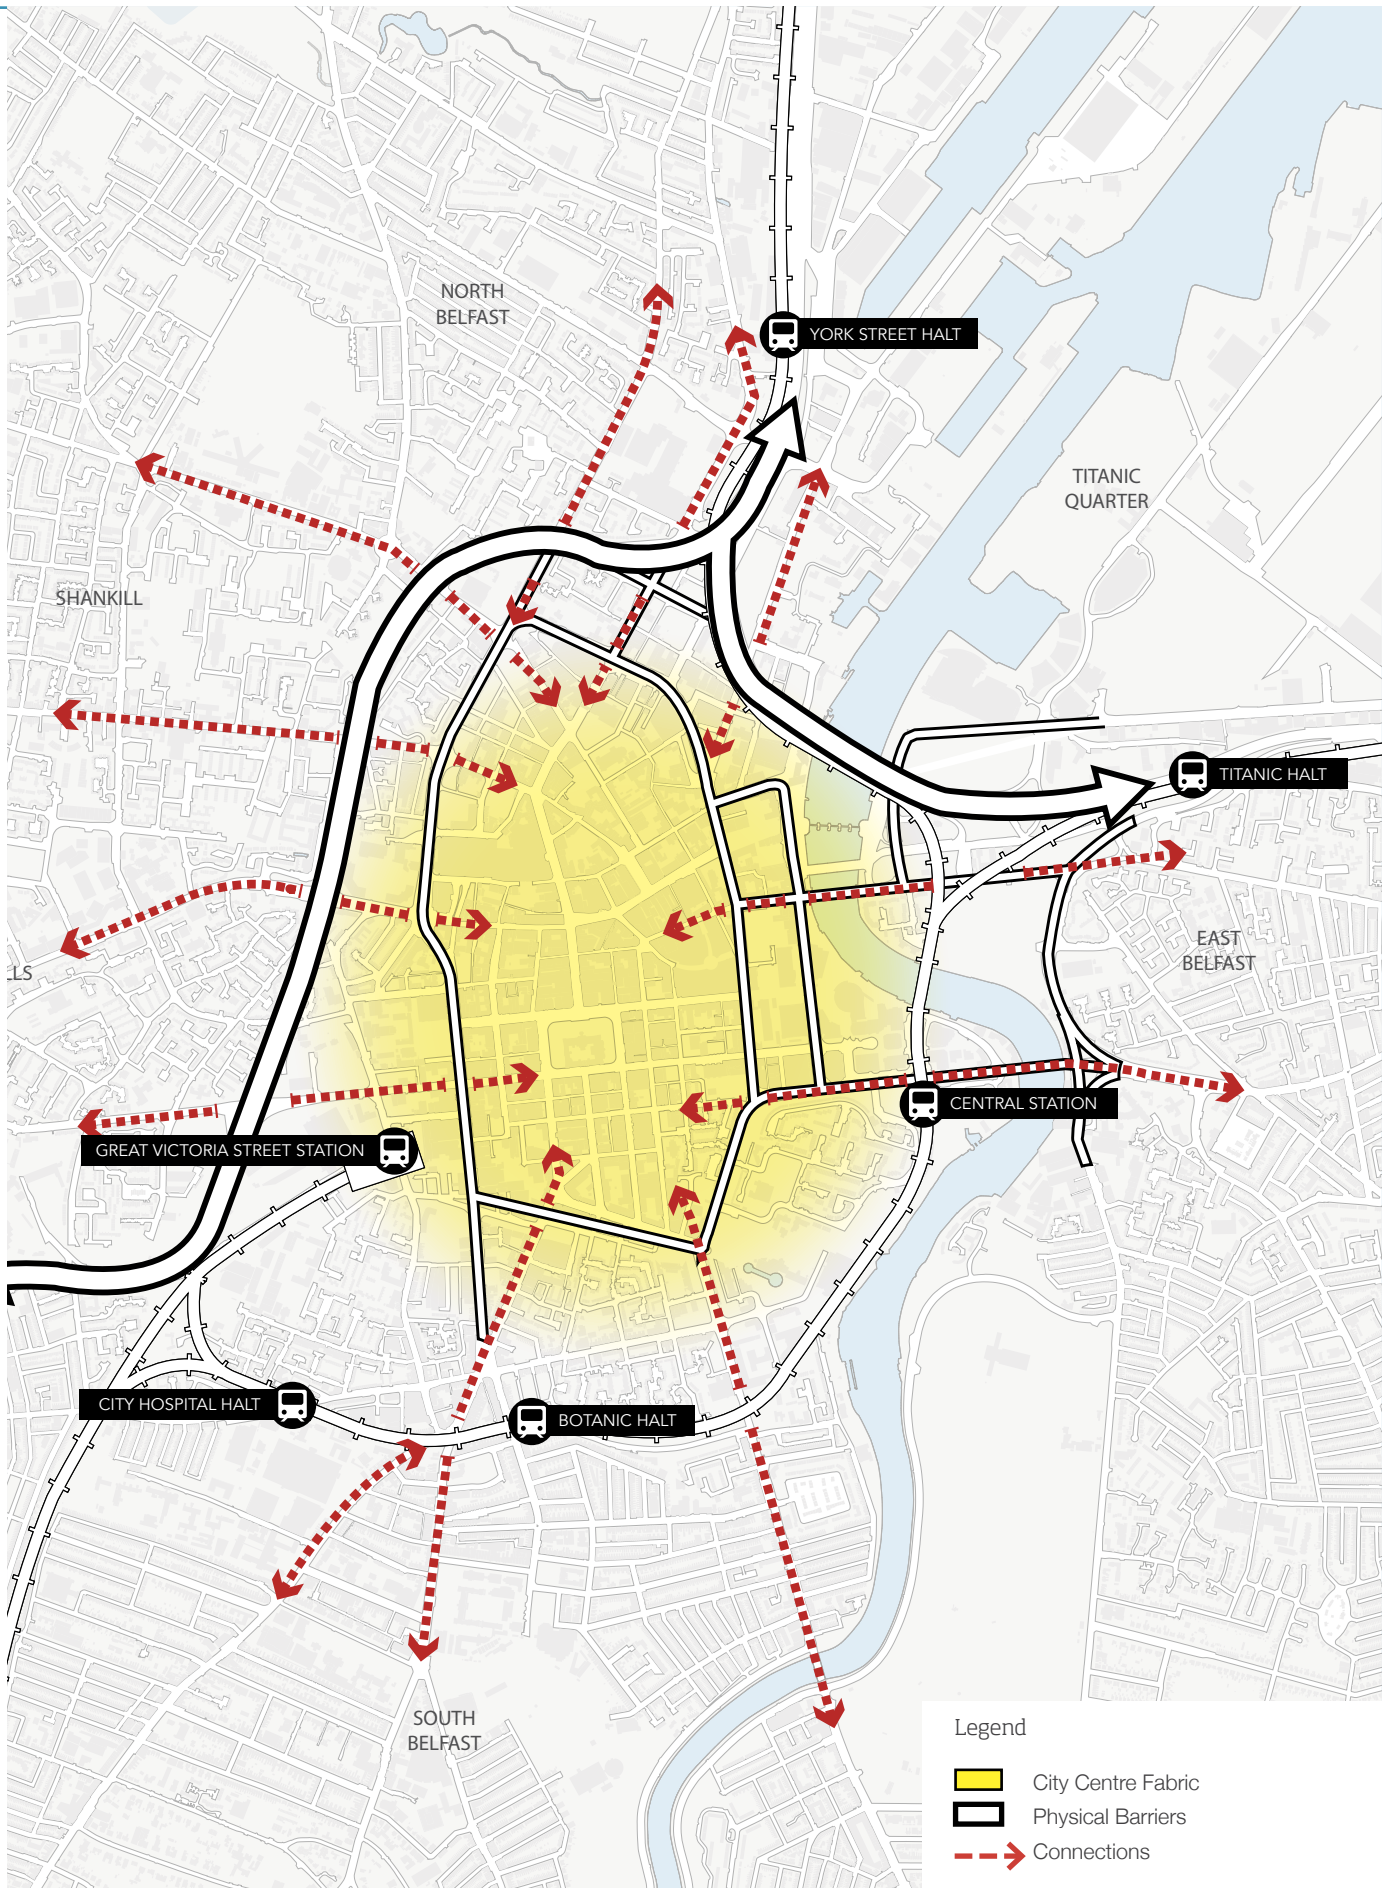 NORTH
BELFAST
YORK STREET HALT
TITANIC
QUARTER
SHANKILL
TITANIC HALT
EAST
BELFAST
LLS
CENTRAL STATION
GREAT VICTORIA STREET STATION
CITY HOSPITAL HALT
BOTANIC HALT
SOUTH
BELFAST
Legend
City Centre Fabric
Physical Barriers
Connections